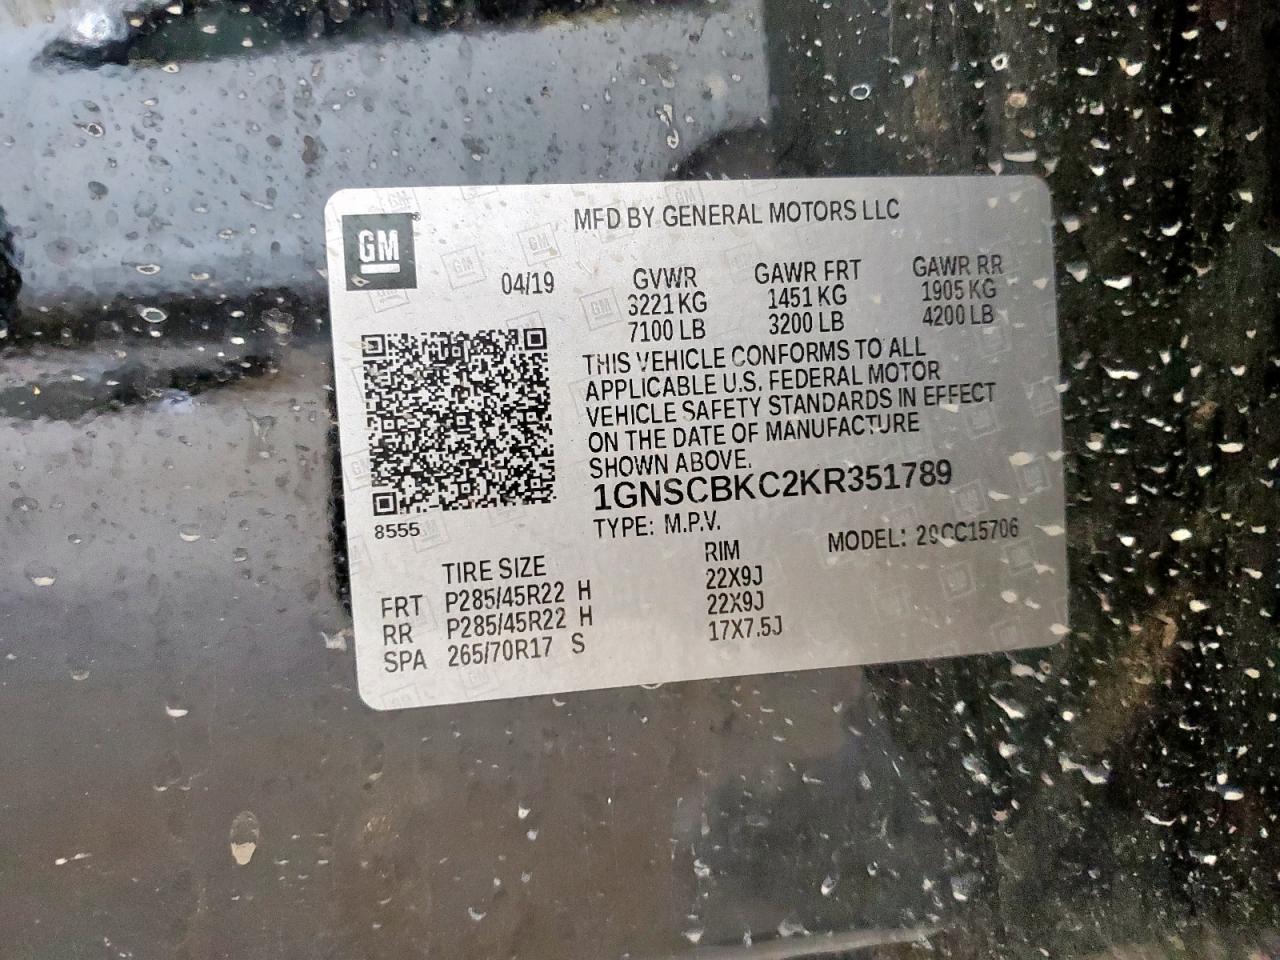 MFD BY GENERAL MOTORS LLC
GM
04/19 GVWR GAWR FRT GAWR RR
3221 KG 1451 KG 1905 KG
7100 LB 3200 LB 4200 LB
THIS VEHICLE CONFORMS TO ALL
APPLICABLE U.S. FEDERAL MOTOR
VEHICLE SAFETY STANDARDS IN EFFECT
ON THE DATE OF MANUFACTURE
SHOWN ABOVE.
1GNSCBKC2KR351789
8555
TYPE: M.P.V. MODEL: 29CC15706
TIRE SIZE RIM
FRT P285/45R22 H 22X9J
RR P285/45R22 H 22X9J
SPA 265/70R17 S 17X7.5J